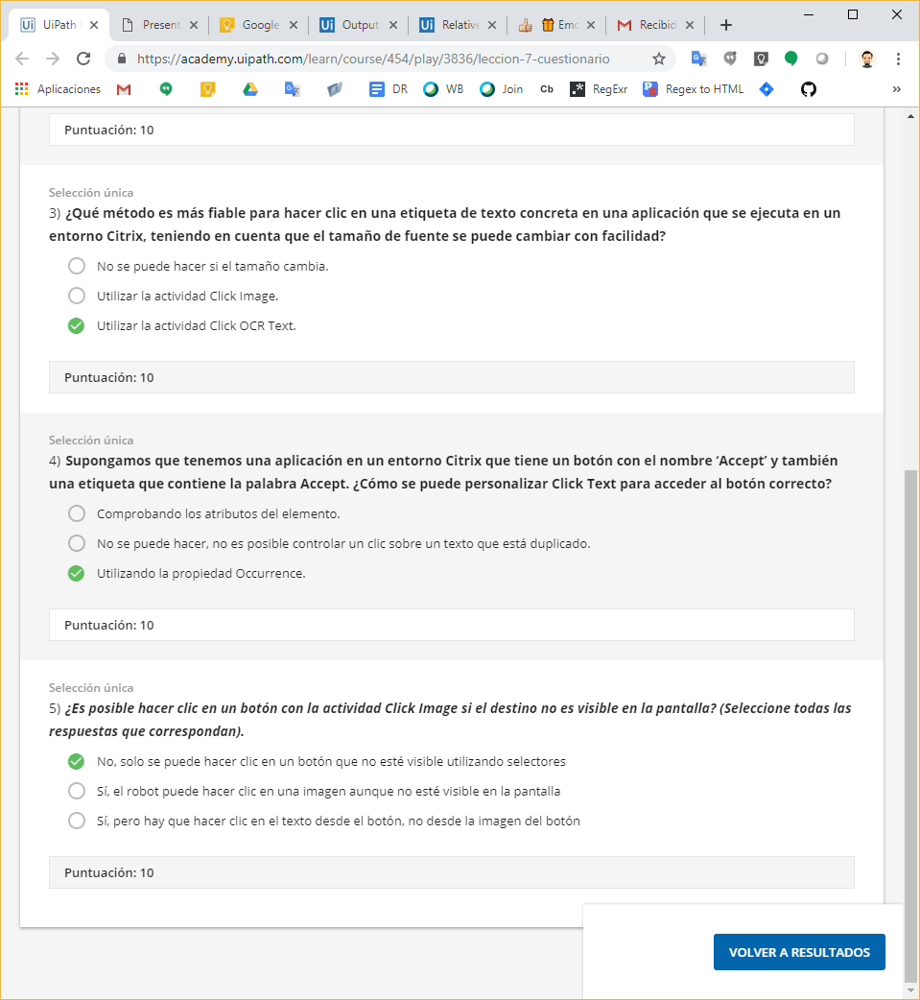 UiPath
Present
Google
Output
Relative
Emo
Recibid
https://academy.uipath.com/learn/course/454/play/3836/leccion-7-cuestionario
Aplicaciones
DR
WB
Join
Cb
RegExr
Regex to HTML
»
Puntuación: 10
Selección única
3) ¿Qué método es más fiable para hacer clic en una etiqueta de texto concreta en una aplicación que se ejecuta en un
entorno Citrix, teniendo en cuenta que el tamaño de fuente se puede cambiar con facilidad?
No se puede hacer si el tamaño cambia.
Utilizar la actividad Click Image.
Utilizar la actividad Click OCR Text.
Puntuación: 10
Selección única
4) Supongamos que tenemos una aplicación en un entorno Citrix que tiene un botón con el nombre ‘Accept’ y también
una etiqueta que contiene la palabra Accept. ¿Cómo se puede personalizar Click Text para acceder al botón correcto?
Comprobando los atributos del elemento.
No se puede hacer, no es posible controlar un clic sobre un texto que está duplicado.
Utilizando la propiedad Occurrence.
Puntuación: 10
Selección única
5) ¿Es posible hacer clic en un botón con la actividad Click Image si el destino no es visible en la pantalla? (Seleccione todas las
respuestas que correspondan).
No, solo se puede hacer clic en un botón que no esté visible utilizando selectores
Sí, el robot puede hacer clic en una imagen aunque no esté visible en la pantalla
Sí, pero hay que hacer clic en el texto desde el botón, no desde la imagen del botón
Puntuación: 10
VOLVER A RESULTADOS